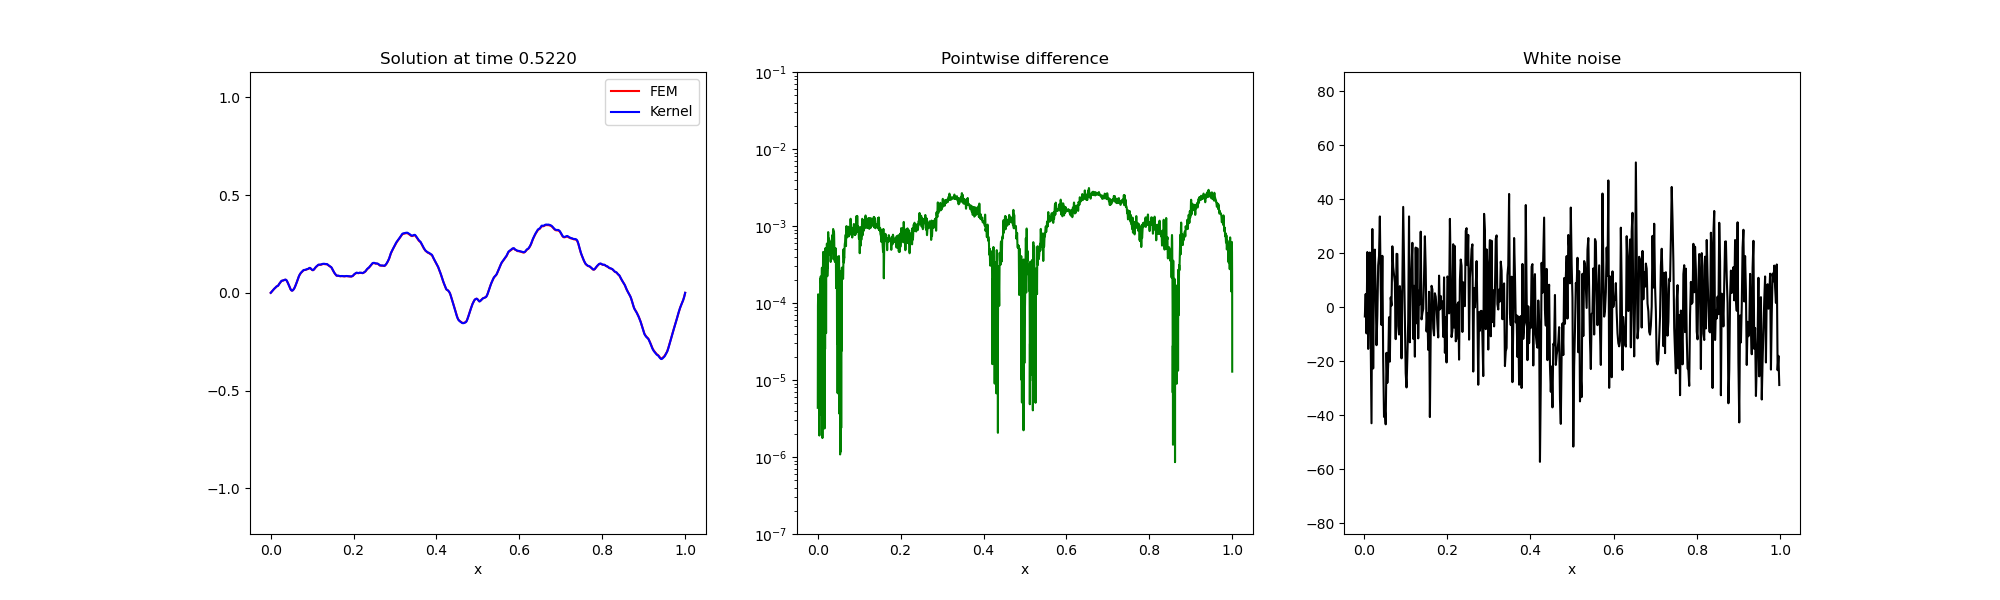 Solution at time 0.5220
1.0
0.5
0.0
−0.5
−1.0
0.0 0.2 0.4 0.6 0.8 1.0
x
FEM
Kernel
Pointwise difference
10−1
10−2
10−3
10−4
10−5
10−6
10−7
0.0 0.2 0.4 0.6 0.8 1.0
x
White noise
80
60
40
20
0
−20
−40
−60
−80
0.0 0.2 0.4 0.6 0.8 1.0
x